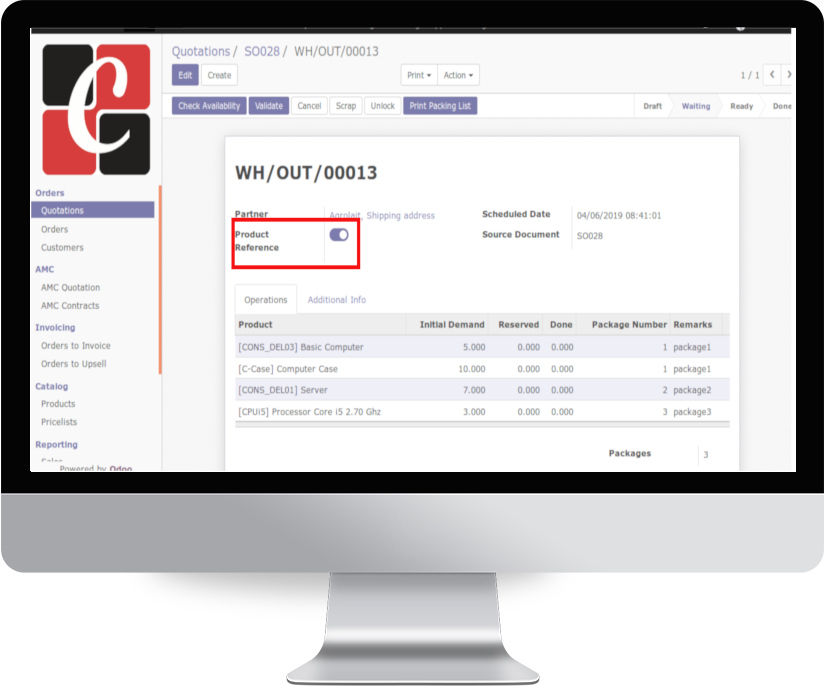 Quotations / SO028 / WH/OUT/00013
Edit Create Print Action 1 / 1
Check Availability Validate Cancel Scrap Unlock Print Packing List Draft Waiting Ready Done
C
WH/OUT/00013
Orders
Quotations
Orders
Customers
AMC
AMC Quotation
AMC Contracts
Invoicing
Orders to Invoice
Orders to Upsell
Catalog
Products
Pricelists
Reporting
Sales
Powered by Odoo
Partner Agrolait, Shipping address
Product
Reference
Scheduled Date 04/06/2019 08:41:01
Source Document SO028
Operations Additional Info
Product Initial Demand Reserved Done Package Number Remarks
[CONS_DEL03] Basic Computer 5.000 0.000 0.000 1 package1
[C-Case] Computer Case 10.000 0.000 0.000 1 package1
[CONS_DEL01] Server 7.000 0.000 0.000 2 package2
[CPUi5] Processor Core i5 2.70 Ghz 3.000 0.000 0.000 3 package3
Packages 3